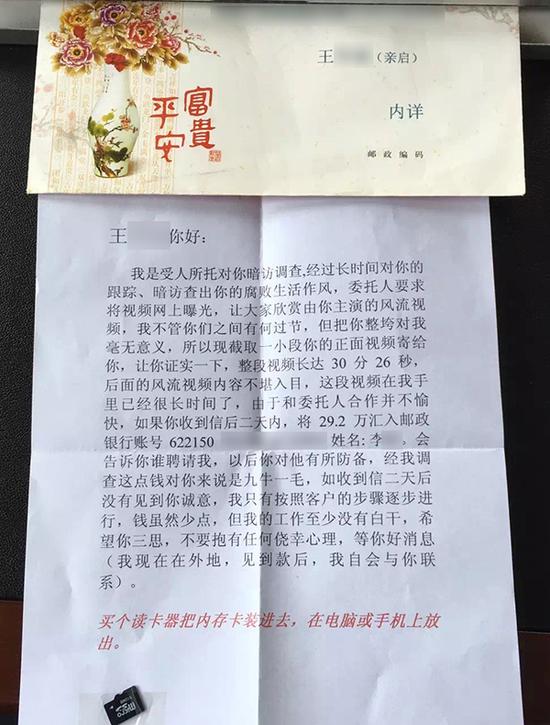 王（亲启）
富貴
平安
内详
邮政编码
王 你好：
我是受人所托对你暗访调查,经过长时间对你的
跟踪、暗访查出你的腐败生活作风，委托人要求
将视频网上曝光，让大家欣赏由你主演的风流视
频，我不管你们之间有何过节，但把你整垮对我
毫无意义，所以现截取一小段你的正面视频寄给
你，让你证实一下，整段视频长达 30 分 26 秒，
后面的风流视频内容不堪入目，这段视频在我手
里已经很长时间了，由于和委托人合作并不愉
快，如果你收到信后二天内，将 29.2 万汇入邮政
银行账号 622150 姓名: 李 。会
告诉你谁聘请我，以后你对他有所防备，经我调
查这点钱对你来说是九牛一毛，如收到信二天后
没有见到你诚意，我只有按照客户的步骤逐步进
行，钱虽然少点，但我的工作至少没有白干，希
望你三思，不要抱有任何侥幸心理，等你好消息
（我现在在外地，见到款后，我自会与你联
系）。
买个读卡器把内存卡装进去，在电脑或手机上放
出。
micro